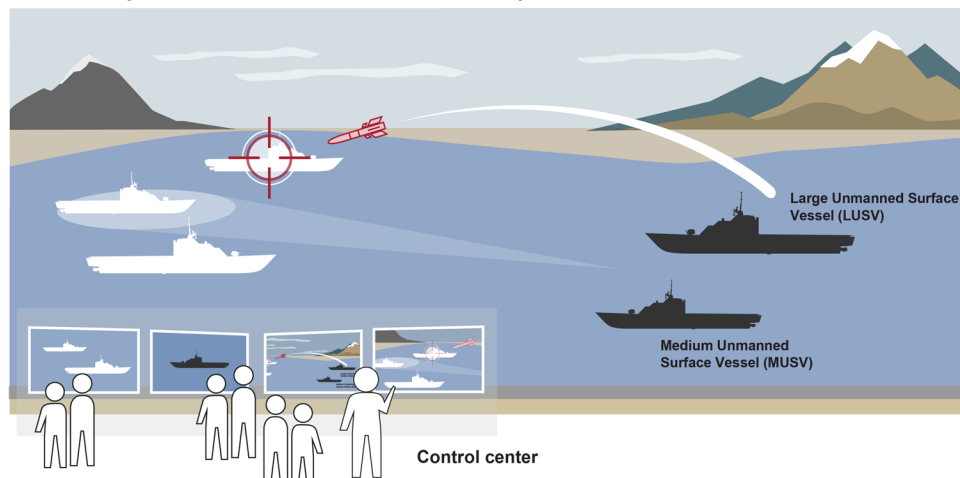 Large Unmanned Surface
Vessel (LUSV)
Medium Unmanned
Surface Vessel (MUSV)
Control center